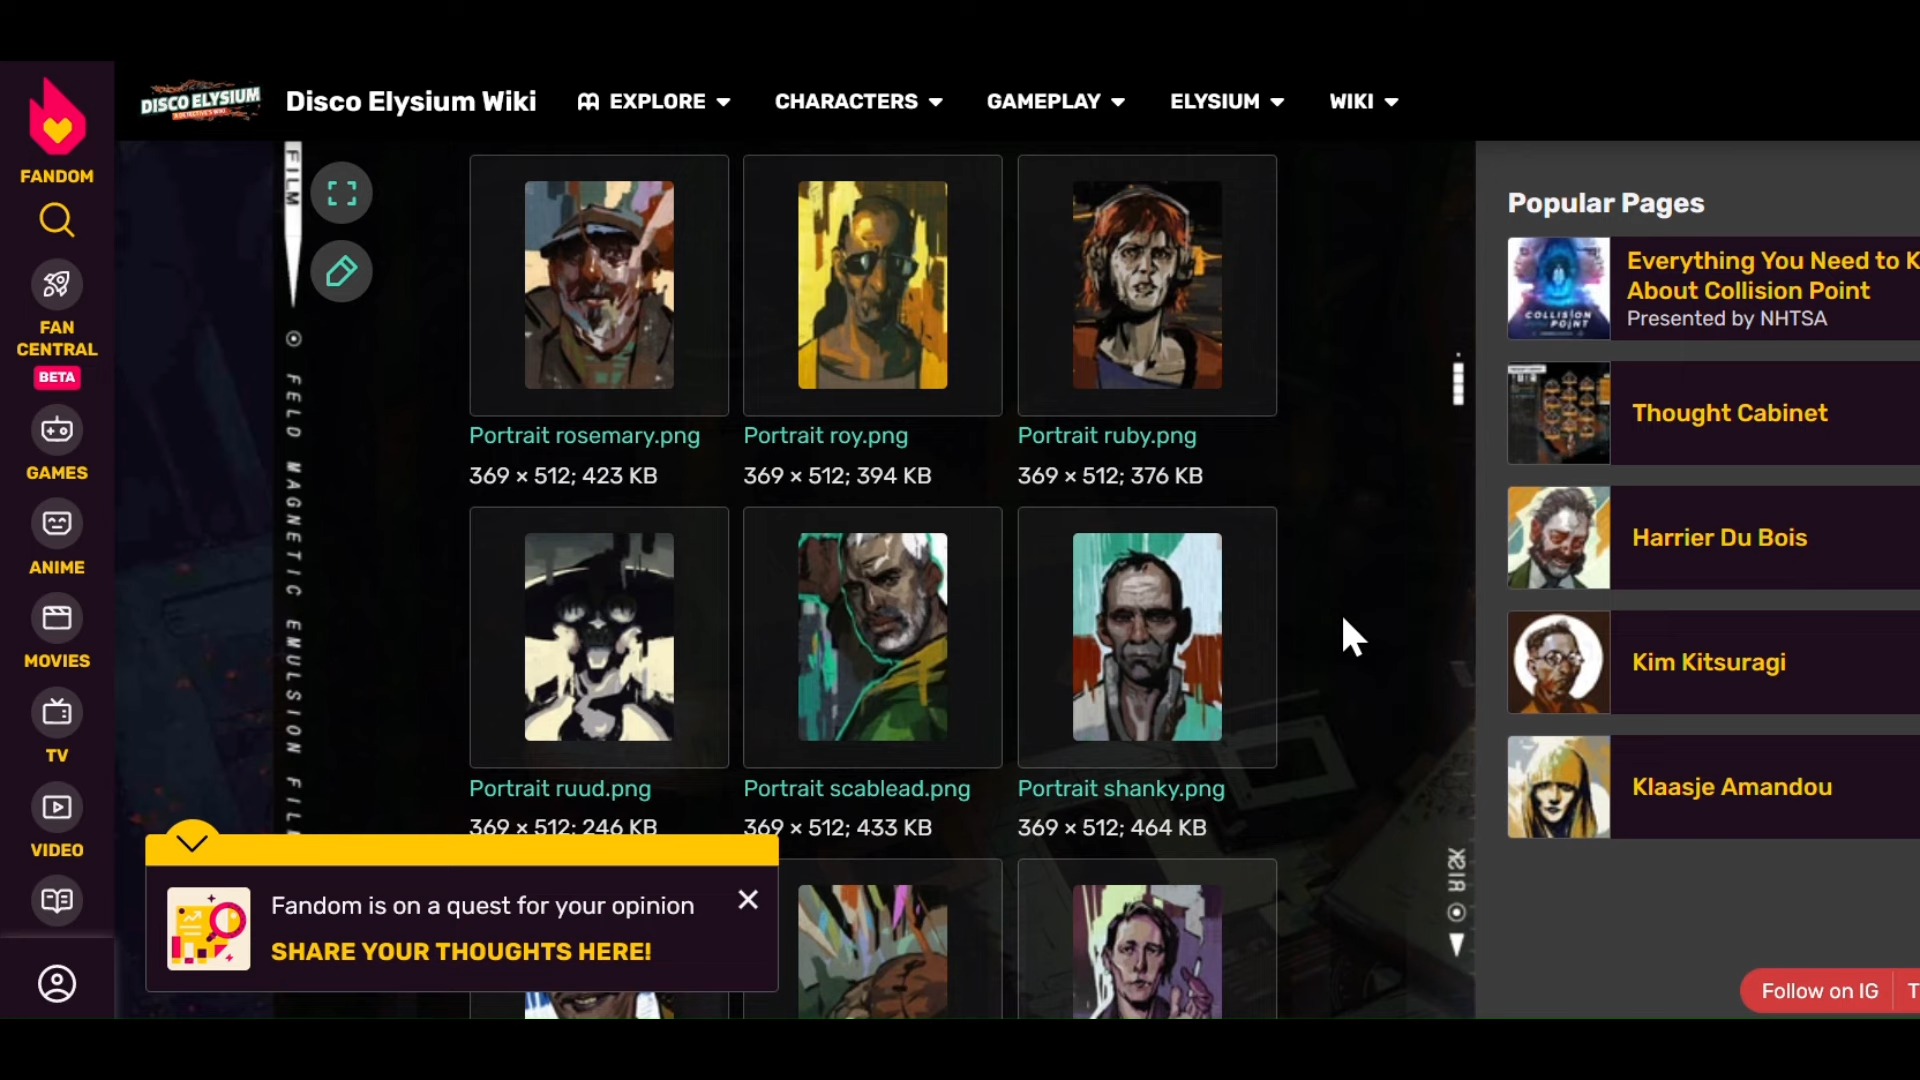 DISCO ELYSIUM
Disco Elysium Wiki
EXPLORE
CHARACTERS
GAMEPLAY
ELYSIUM
WIKI
FANDOM
FAN
CENTRAL
BETA
GAMES
ANIME
MOVIES
TV
VIDEO
FILM
FELD MAGNETIC EMULSION FIL
Portrait rosemary.png
369 × 512; 423 KB
Portrait roy.png
369 × 512; 394 KB
Portrait ruby.png
369 × 512; 376 KB
Portrait ruud.png
369 × 512; 246 KB
Portrait scablead.png
369 × 512; 433 KB
Portrait shanky.png
369 × 512; 464 KB
Fandom is on a quest for your opinion
SHARE YOUR THOUGHTS HERE!
Popular Pages
COLLISION
POINT
Everything You Need to K
About Collision Point
Presented by NHTSA
Thought Cabinet
Harrier Du Bois
Kim Kitsuragi
Klaasje Amandou
Follow on IG
T